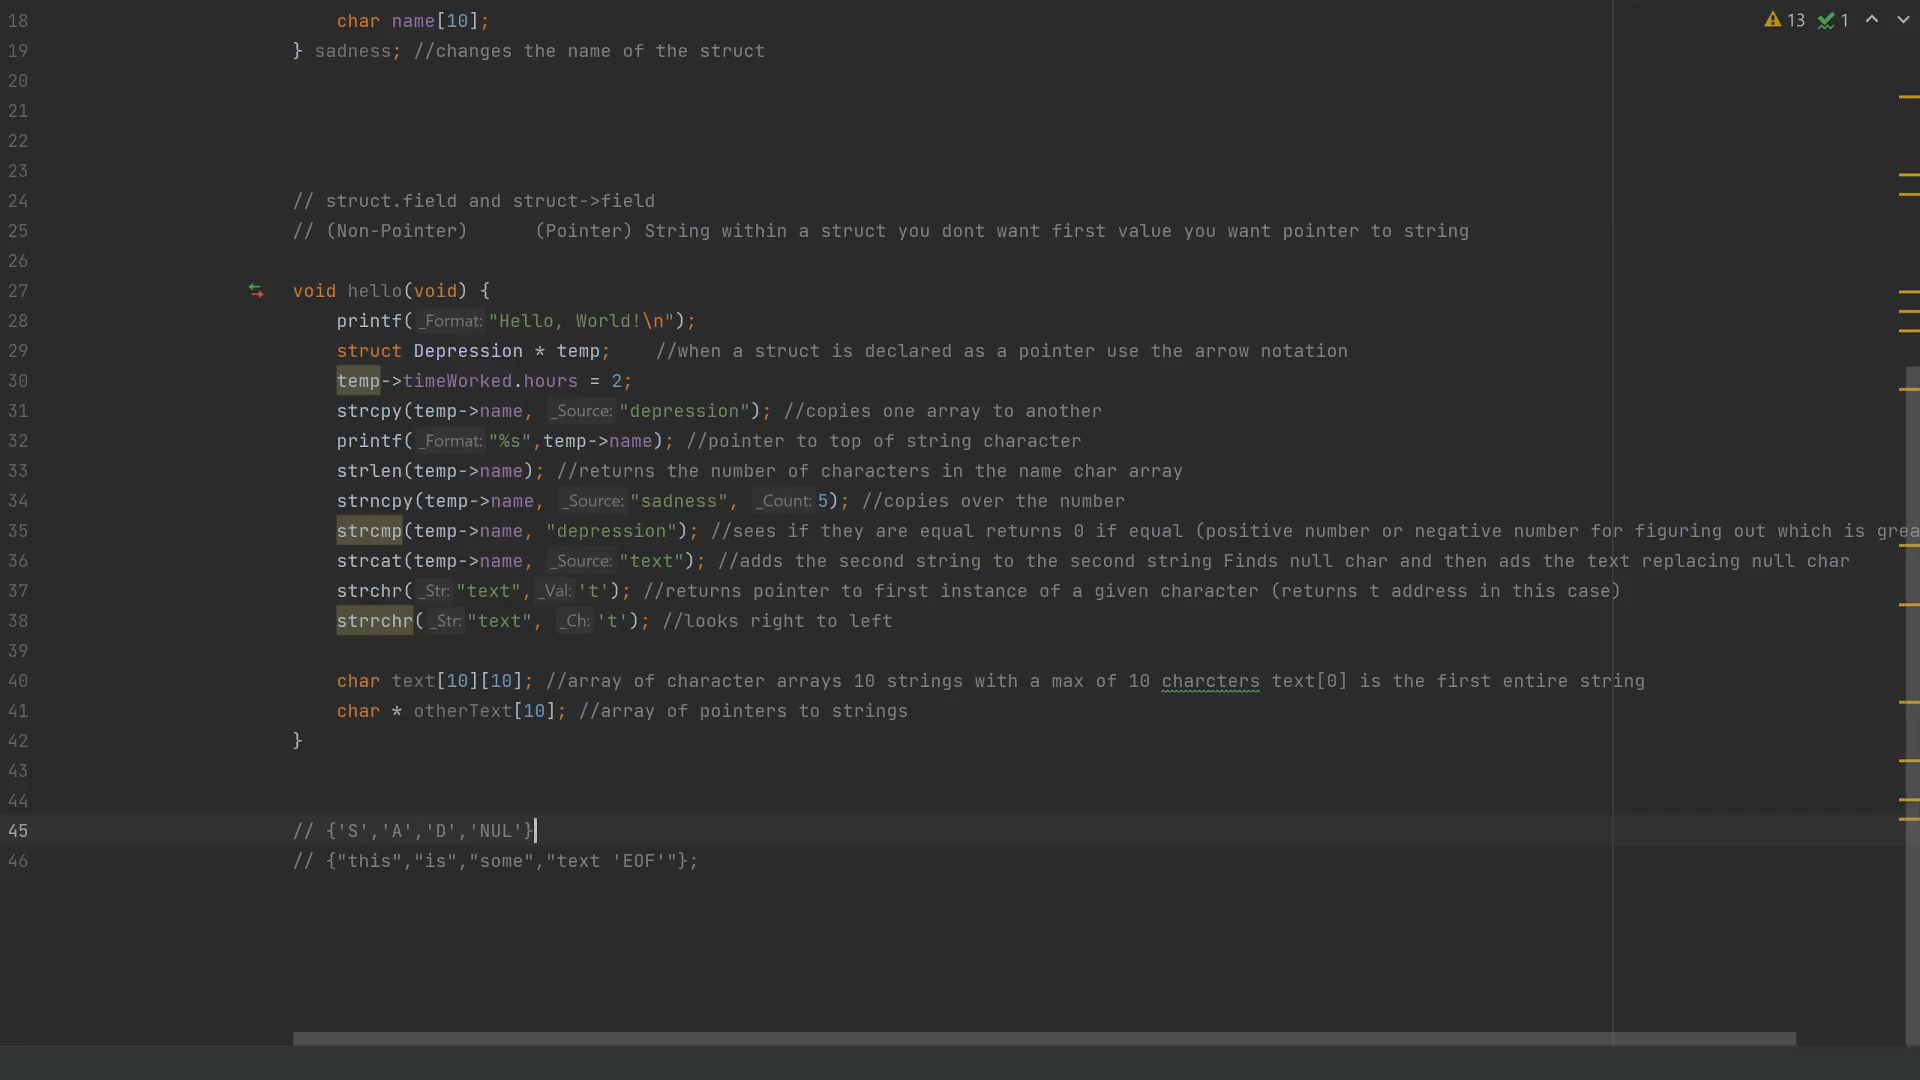 13 1
18 char name[10];
19 } sadness; //changes the name of the struct
20
21
22
23
24 // struct.field and struct->field
25 // (Non-Pointer) (Pointer) String within a struct you dont want first value you want pointer to string
26
27 void hello(void) {
28 printf(_Format: "Hello, World!\n");
29 struct Depression * temp; //when a struct is declared as a pointer use the arrow notation
30 temp->timeWorked.hours = 2;
31 strcpy(temp->name, _Source: "depression"); //copies one array to another
32 printf(_Format: "%s",temp->name); //pointer to top of string character
33 strlen(temp->name); //returns the number of characters in the name char array
34 strncpy(temp->name, _Source: "sadness", _Count: 5); //copies over the number
35 strcmp(temp->name, "depression"); //sees if they are equal returns 0 if equal (positive number or negative number for figuring out which is grea
36 strcat(temp->name, _Source: "text"); //adds the second string to the second string Finds null char and then ads the text replacing null char
37 strchr(_Str: "text",_Val: 't'); //returns pointer to first instance of a given character (returns t address in this case)
38 strrchr(_Str: "text", _Ch: 't'); //looks right to left
39
40 char text[10][10]; //array of character arrays 10 strings with a max of 10 charcters text[0] is the first entire string
41 char * otherText[10]; //array of pointers to strings
42 }
43
44
45 // {'S','A','D','NUL'}
46 // {"this","is","some","text 'EOF'"};